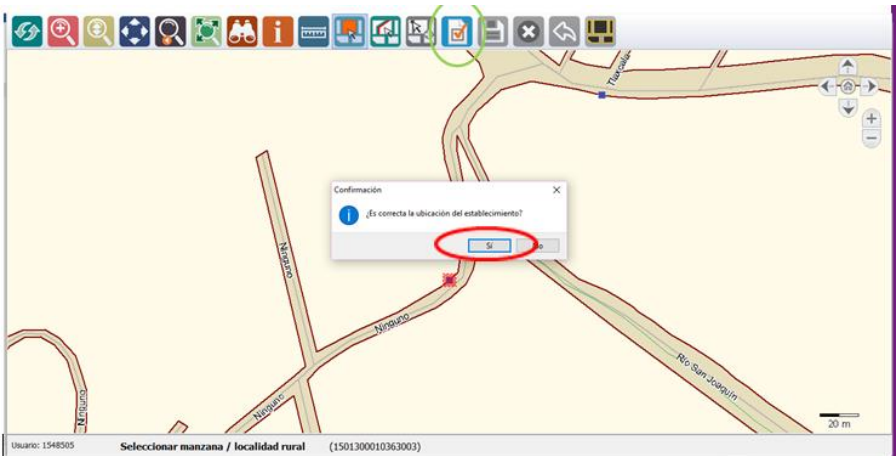 Tlaxcala
Confirmación
¿Es correcta la ubicación del establecimiento?
Sí
Ninguno
Ninguno
Ninguno
Ninguno
Río San Joaquín
20 m
Usuario: 1548505 Seleccionar manzana / localidad rural (1501300010363003)